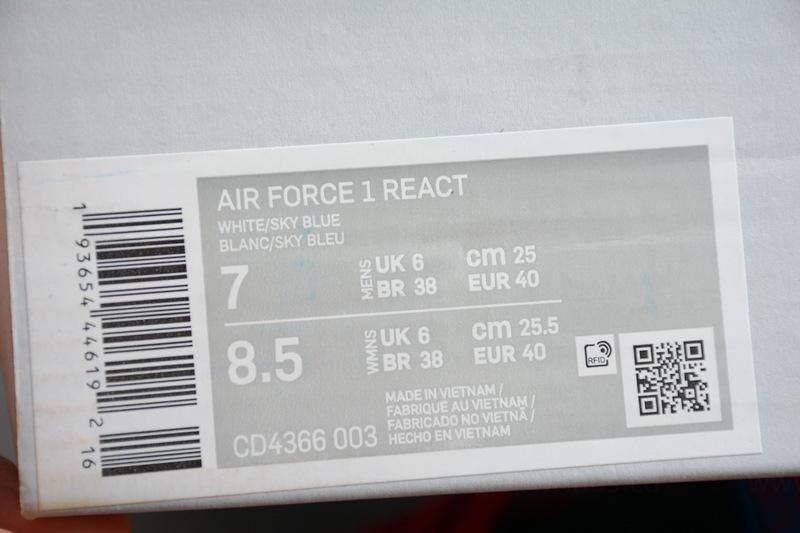 AIR FORCE 1 REACT
WHITE/SKY BLUE
BLANC/SKY BLEU
7
MENS
UK 6
cm 25
BR 38
EUR 40
8.5
WMNS
UK 6
cm 25.5
BR 38
EUR 40
MADE IN VIETNAM /
FABRIQUE AU VIETNAM /
FABRICADO NO VIETNÃ /
HECHO EN VIETNAM
CD4366 003
RFID
1 93654 44619 2 16